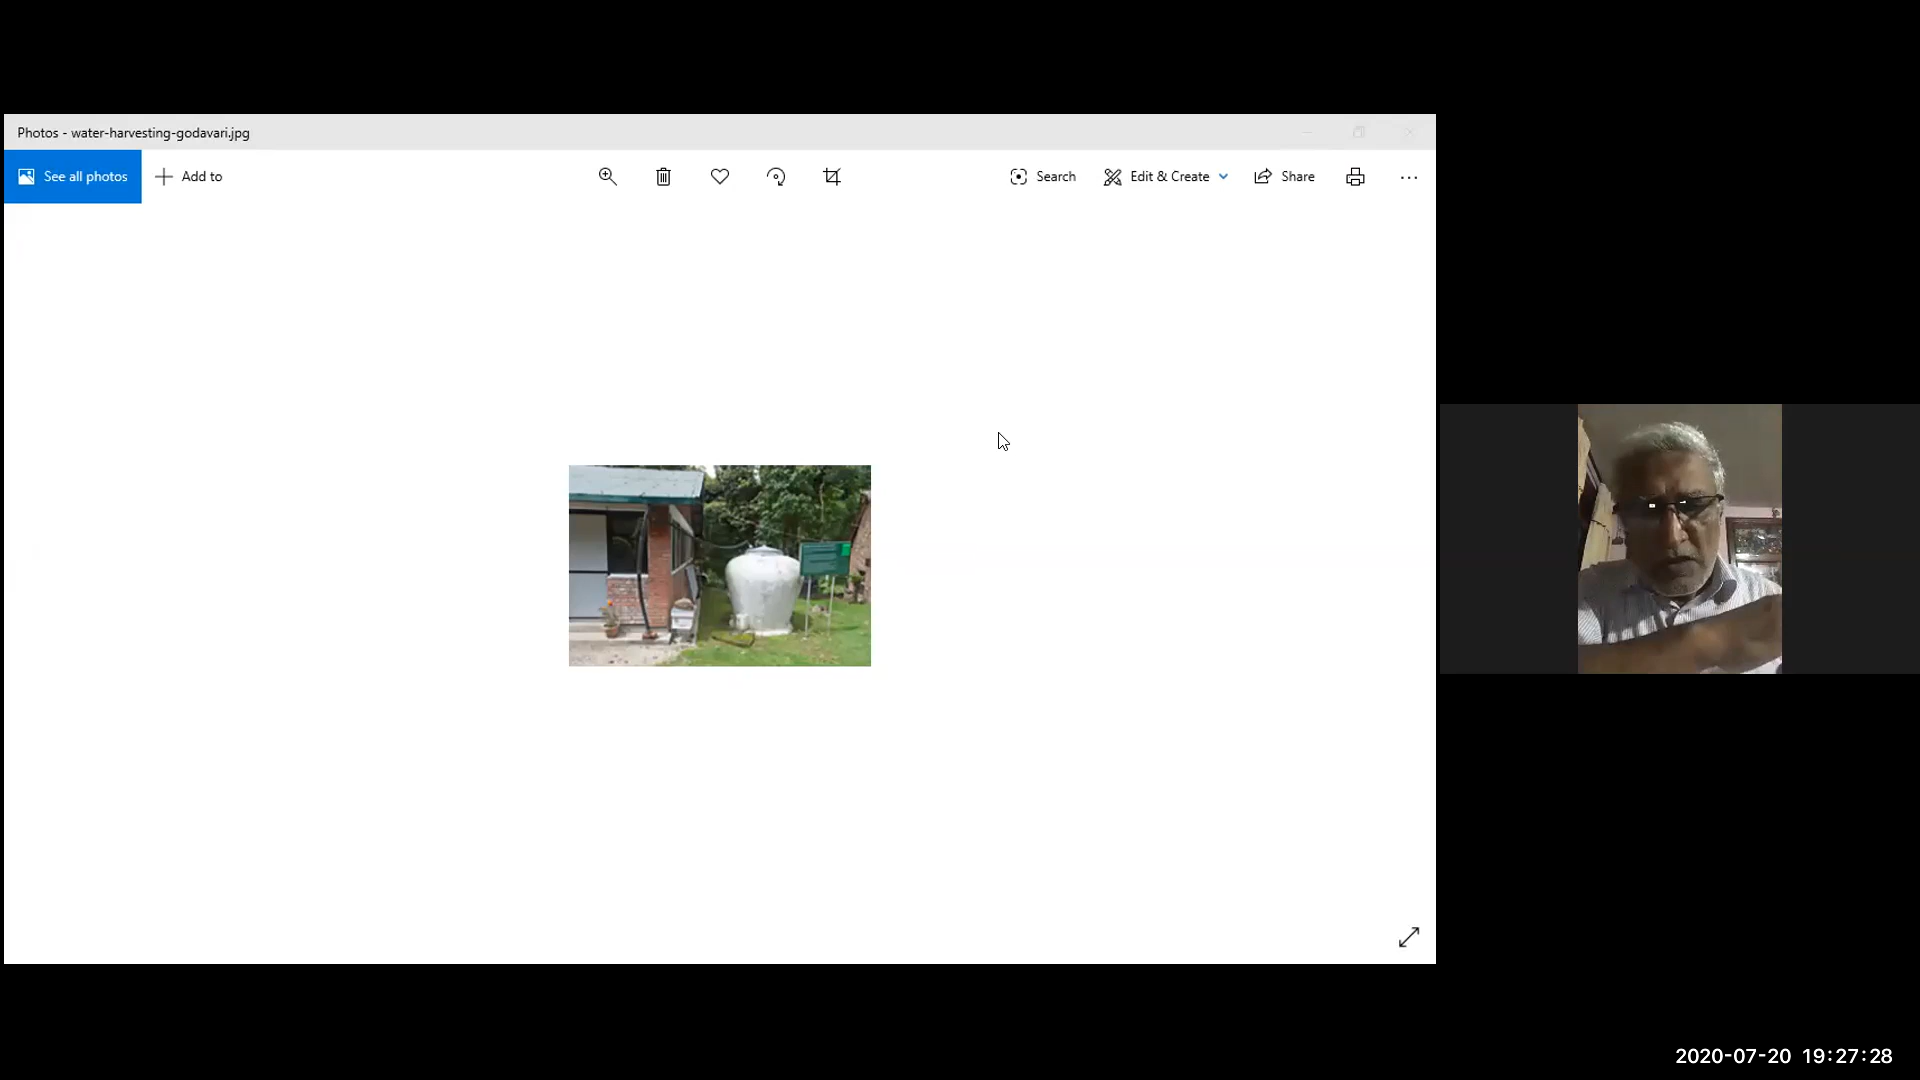 Photos - water-harvesting-godavari.jpg
See all photos
Add to
Search
Edit & Create
Share
2020-07-20 19:27:28